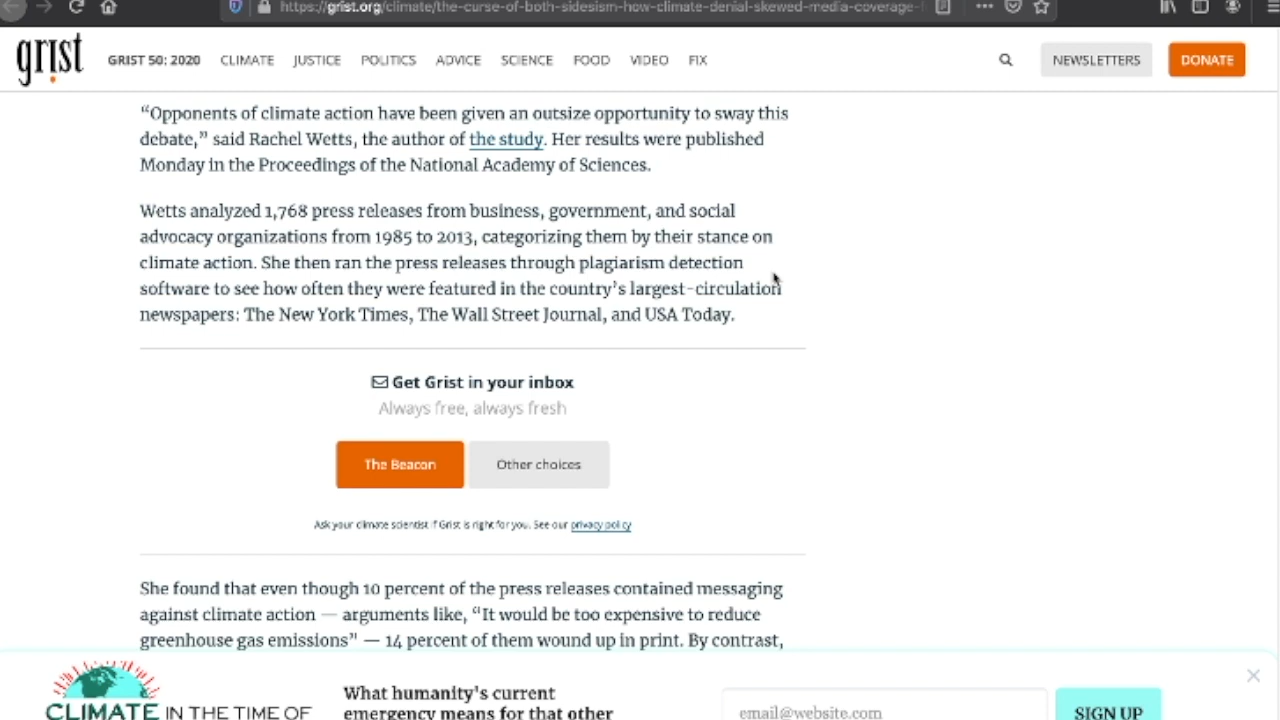 https://grist.org/climate/the-curse-of-both-sidesism-how-climate-denial-skewed-media-coverage-
grist
GRIST 50: 2020 CLIMATE JUSTICE POLITICS ADVICE SCIENCE FOOD VIDEO FIX NEWSLETTERS DONATE
“Opponents of climate action have been given an outsize opportunity to sway this
debate,” said Rachel Wetts, the author of the study. Her results were published
Monday in the Proceedings of the National Academy of Sciences.
Wetts analyzed 1,768 press releases from business, government, and social
advocacy organizations from 1985 to 2013, categorizing them by their stance on
climate action. She then ran the press releases through plagiarism detection
software to see how often they were featured in the country’s largest-circulation
newspapers: The New York Times, The Wall Street Journal, and USA Today.
Get Grist in your inbox
Always free, always fresh
The Beacon Other choices
Ask your climate scientist if Grist is right for you. See our privacy policy
She found that even though 10 percent of the press releases contained messaging
against climate action — arguments like, “It would be too expensive to reduce
greenhouse gas emissions” — 14 percent of them wound up in print. By contrast,
CLIMATE IN THE TIME OF
What humanity’s current
emergency means for that other
email@website.com
SIGN UP